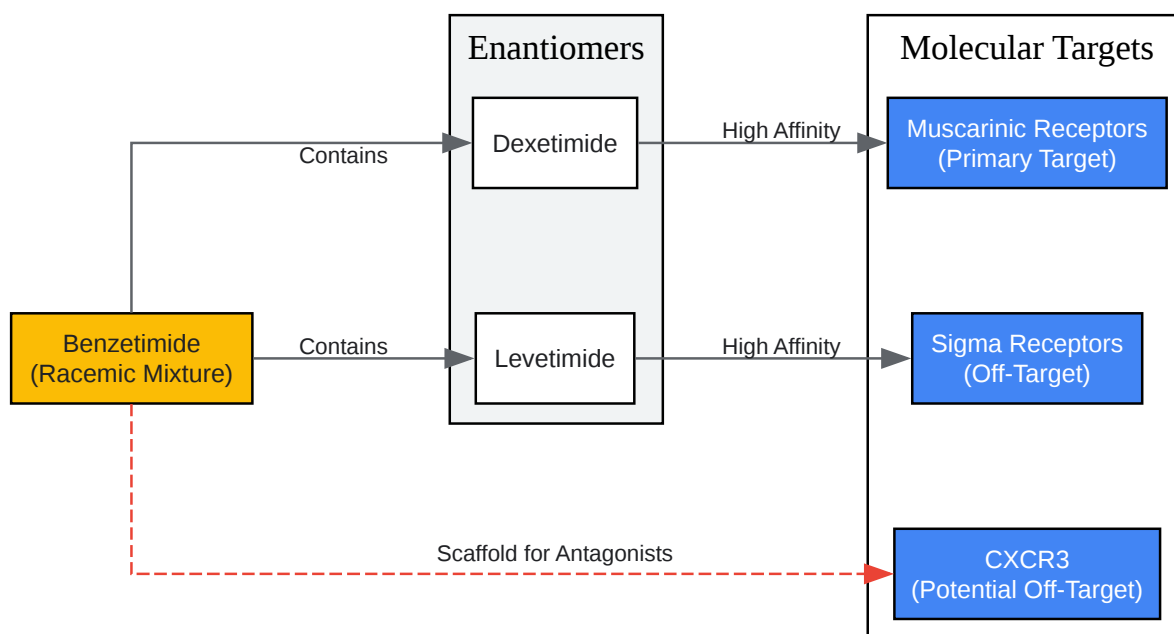 Enantiomers
Molecular Targets
Contains
Dexetimide
High Affinity
Muscarinic Receptors
(Primary Target)
Benzetimide
(Racemic Mixture)
Contains
Levetimide
High Affinity
Sigma Receptors
(Off-Target)
Scaffold for Antagonists
CXCR3
(Potential Off-Target)